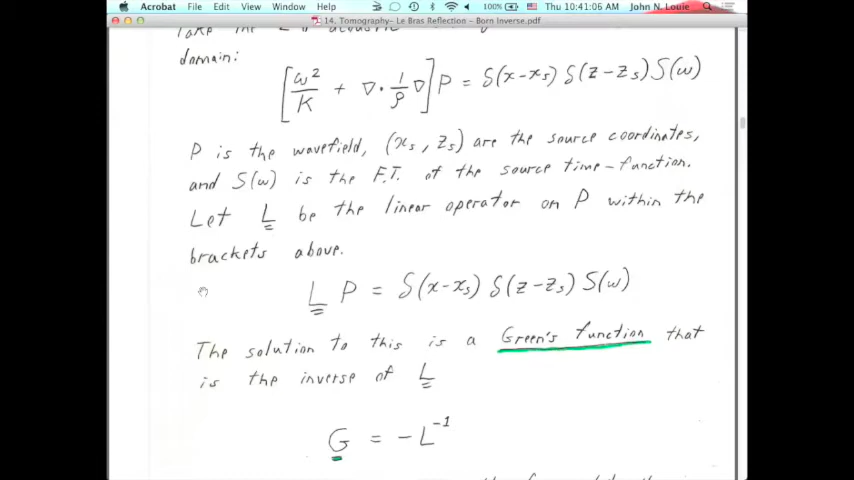 Acrobat File Edit View Window Help 100% Thu 10:41:06 AM John N. Louie
14. Tomography- Le Bras Reflection - Born Inverse.pdf
domain:
[ω²/K + ∇·1/ρ ∇] P = δ(x-xₛ) δ(z-zₛ) S(ω)
P is the wavefield, (xₛ, zₛ) are the source coordinates,
and S(ω) is the F.T. of the source time-function.
Let L be the linear operator on P within the
brackets above.
L P = δ(x-xₛ) δ(z-zₛ) S(ω)
The solution to this is a Green's function that
is the inverse of L
G = -L⁻¹